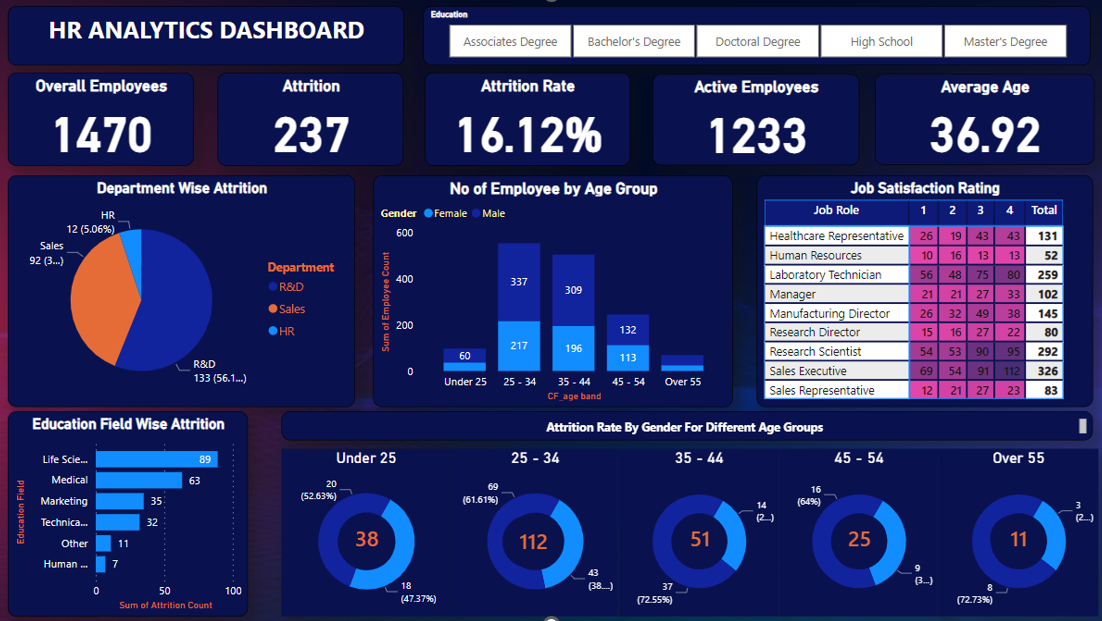 HR ANALYTICS DASHBOARD
Education
Associates Degree
Bachelor's Degree
Doctoral Degree
High School
Master's Degree
Overall Employees
1470
Attrition
237
Attrition Rate
16.12%
Active Employees
1233
Average Age
36.92
Department Wise Attrition
HR
12 (5.06%)
Sales
92 (3...)
R&D
133 (56.1...)
Department
R&D
Sales
HR
No of Employee by Age Group
Gender Female Male
Sum of Employee Count
600
400
200
0
60
337
217
309
196
132
113
Under 25 25 - 34 35 - 44 45 - 54 Over 55
CF_age band
Job Satisfaction Rating
Job Role 1 2 3 4 Total
Healthcare Representative 26 19 43 43 131
Human Resources 10 16 13 13 52
Laboratory Technician 56 48 75 80 259
Manager 21 21 27 33 102
Manufacturing Director 26 32 49 38 145
Research Director 15 16 27 22 80
Research Scientist 54 53 90 95 292
Sales Executive 69 54 91 112 326
Sales Representative 12 21 27 23 83
Education Field Wise Attrition
Education Field
Life Scie... 89
Medical 63
Marketing 35
Technica... 32
Other 11
Human ... 7
0 50 100
Sum of Attrition Count
Attrition Rate By Gender For Different Age Groups
Under 25
20
(52.63%)
38
18
(47.37%)
25 - 34
69
(61.61%)
112
43
(38....)
35 - 44
14
(2...)
51
37
(72.55%)
45 - 54
16
(64%)
25
9
(3...)
Over 55
3
(2...)
11
8
(72.73%)